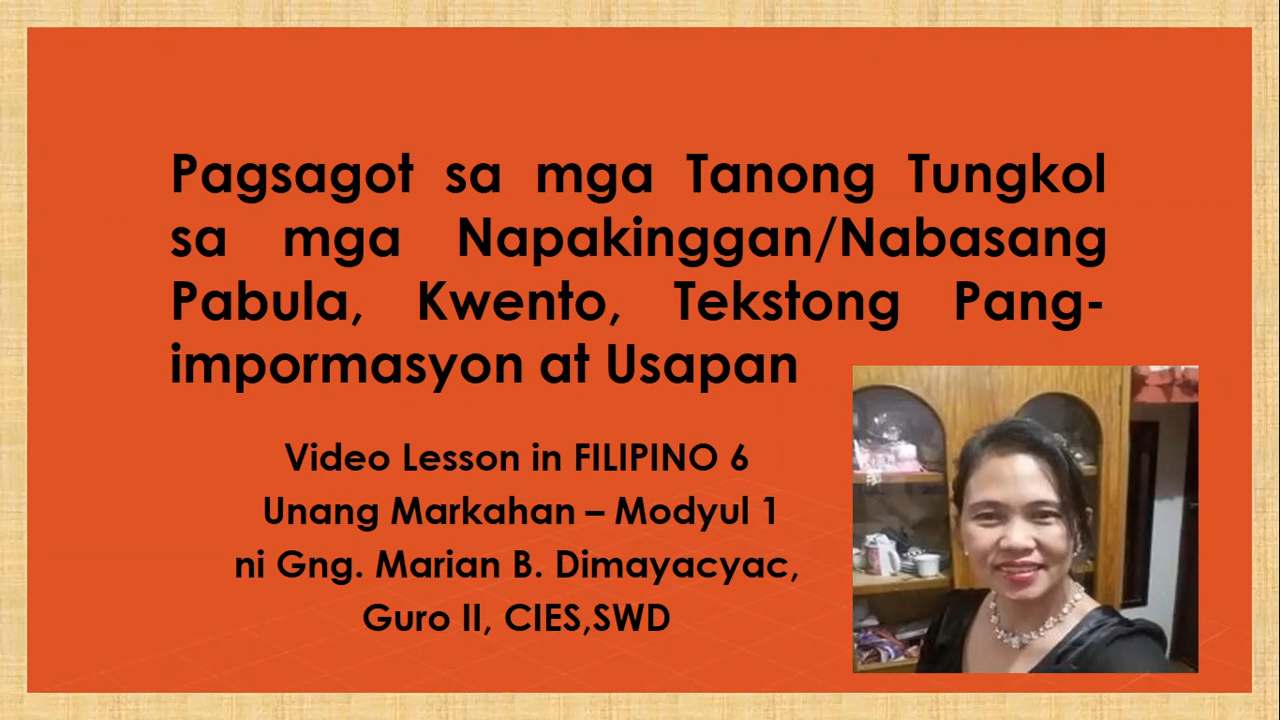 Pagsagot sa mga Tanong Tungkol
sa mga Napakinggan/Nabasang
Pabula, Kwento, Tekstong Pang-
impormasyon at Usapan
Video Lesson in FILIPINO 6
Unang Markahan – Modyul 1
ni Gng. Marian B. Dimayacyac,
Guro II, CIES,SWD